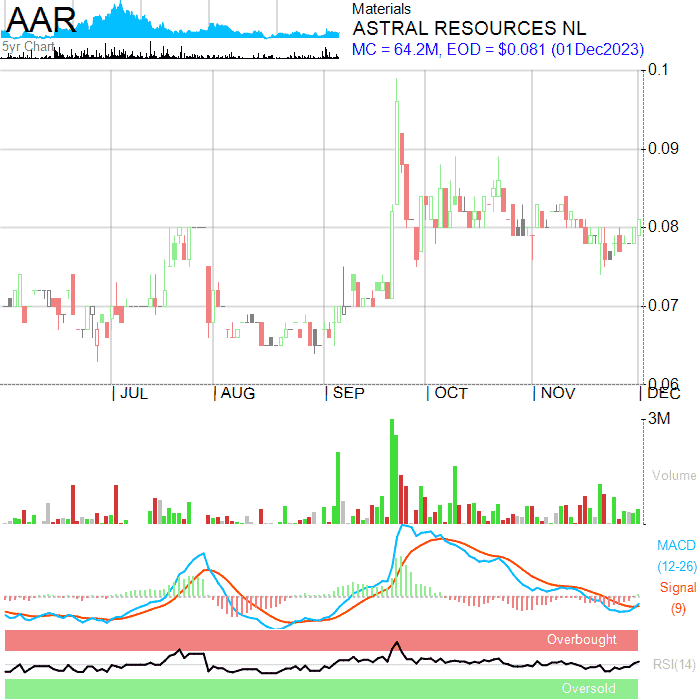 AAR
5yr Chart
Materials
ASTRAL RESOURCES NL
MC = 64.2M, EOD = $0.081 (01Dec2023)
0.1
0.09
0.08
0.07
0.06
| JUL | AUG | SEP | OCT | NOV | DEC
3M
Volume
MACD
(12-26)
Signal
(9)
Overbought
RSI(14)
Oversold